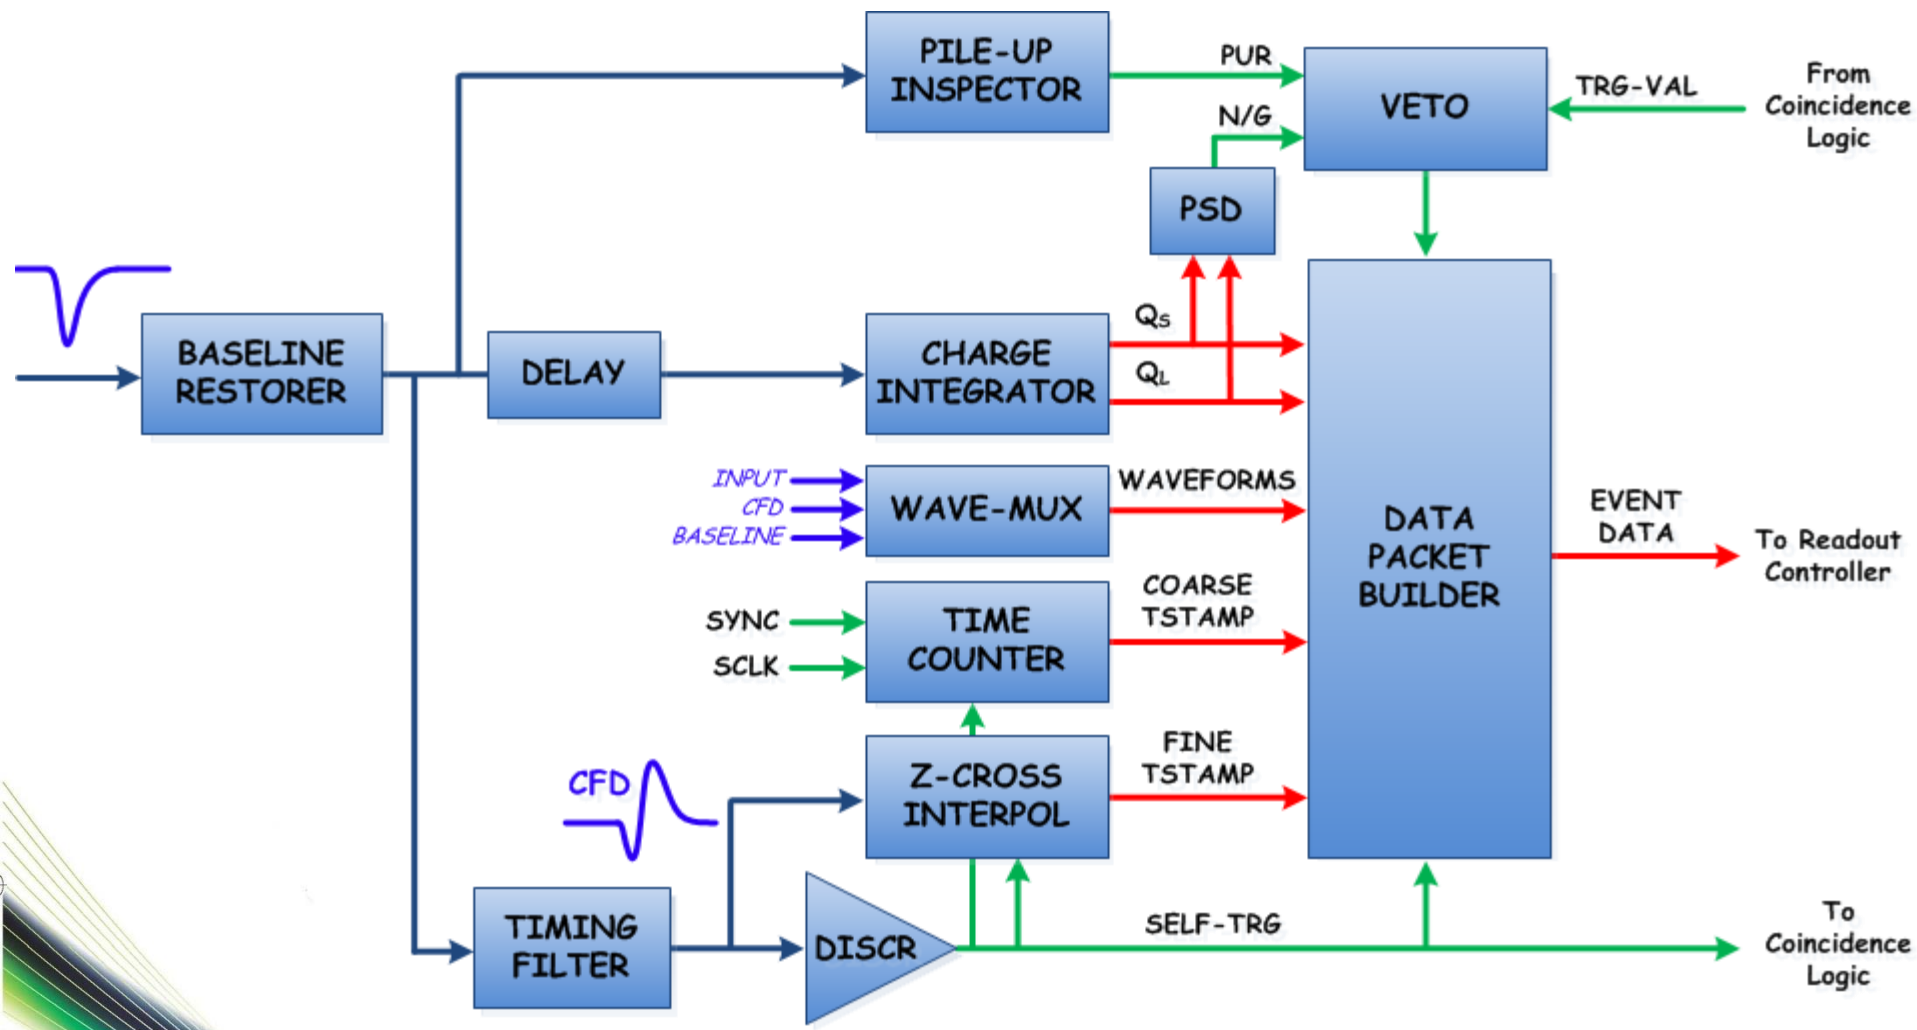 PILE-UP
INSPECTOR
PUR
N/G
VETO
TRG-VAL
From
Coincidence
Logic
PSD
BASELINE
RESTORER
DELAY
CHARGE
INTEGRATOR
Qs
QL
INPUT
CFD
BASELINE
WAVE-MUX
WAVEFORMS
SYNC
SCLK
TIME
COUNTER
COARSE
TSTAMP
DATA
PACKET
BUILDER
EVENT
DATA
To Readout
Controller
CFD
Z-CROSS
INTERPOL
FINE
TSTAMP
TIMING
FILTER
DISCR
SELF-TRG
To
Coincidence
Logic